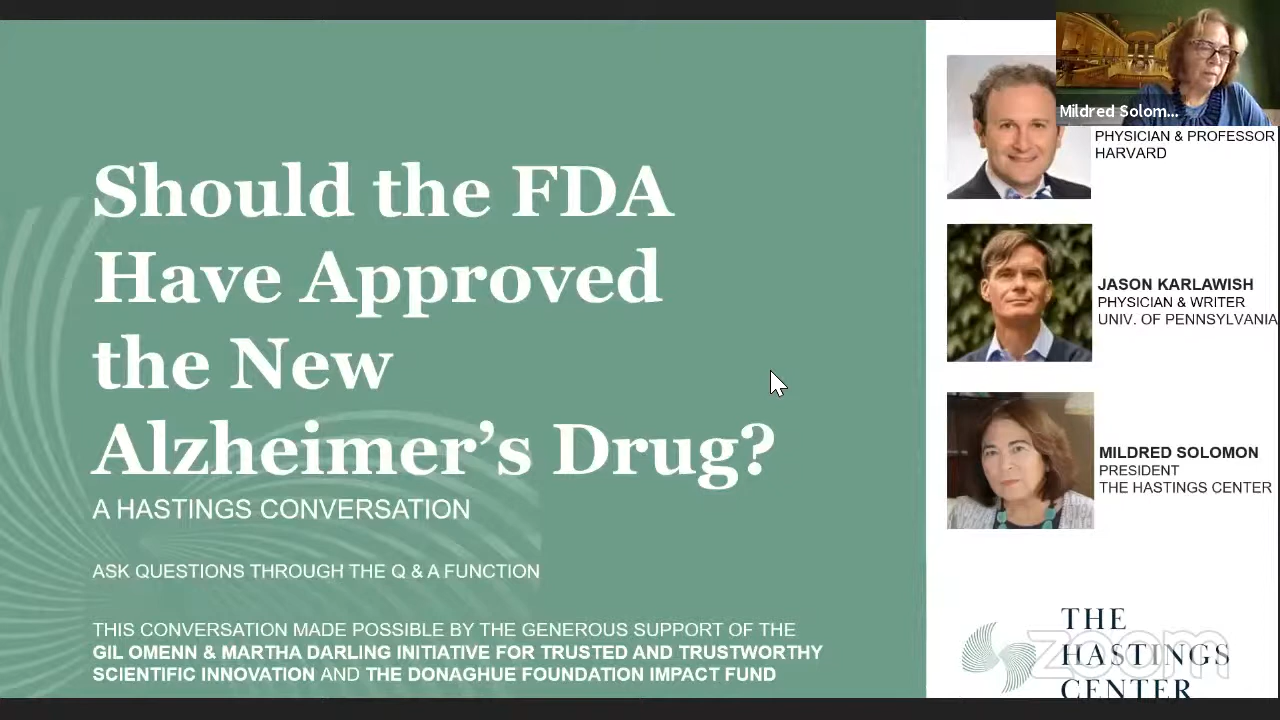 Should the FDA
Have Approved
the New
Alzheimer's Drug?
A HASTINGS CONVERSATION
ASK QUESTIONS THROUGH THE Q & A FUNCTION
THIS CONVERSATION MADE POSSIBLE BY THE GENEROUS SUPPORT OF THE
GIL OMENN & MARTHA DARLING INITIATIVE FOR TRUSTED AND TRUSTWORTHY
SCIENTIFIC INNOVATION AND THE DONAGHUE FOUNDATION IMPACT FUND
Mildred Solom...
PHYSICIAN & PROFESSOR
HARVARD
JASON KARLAWISH
PHYSICIAN & WRITER
UNIV. OF PENNSYLVANIA
MILDRED SOLOMON
PRESIDENT
THE HASTINGS CENTER
THE
HASTINGS
CENTER
zoom